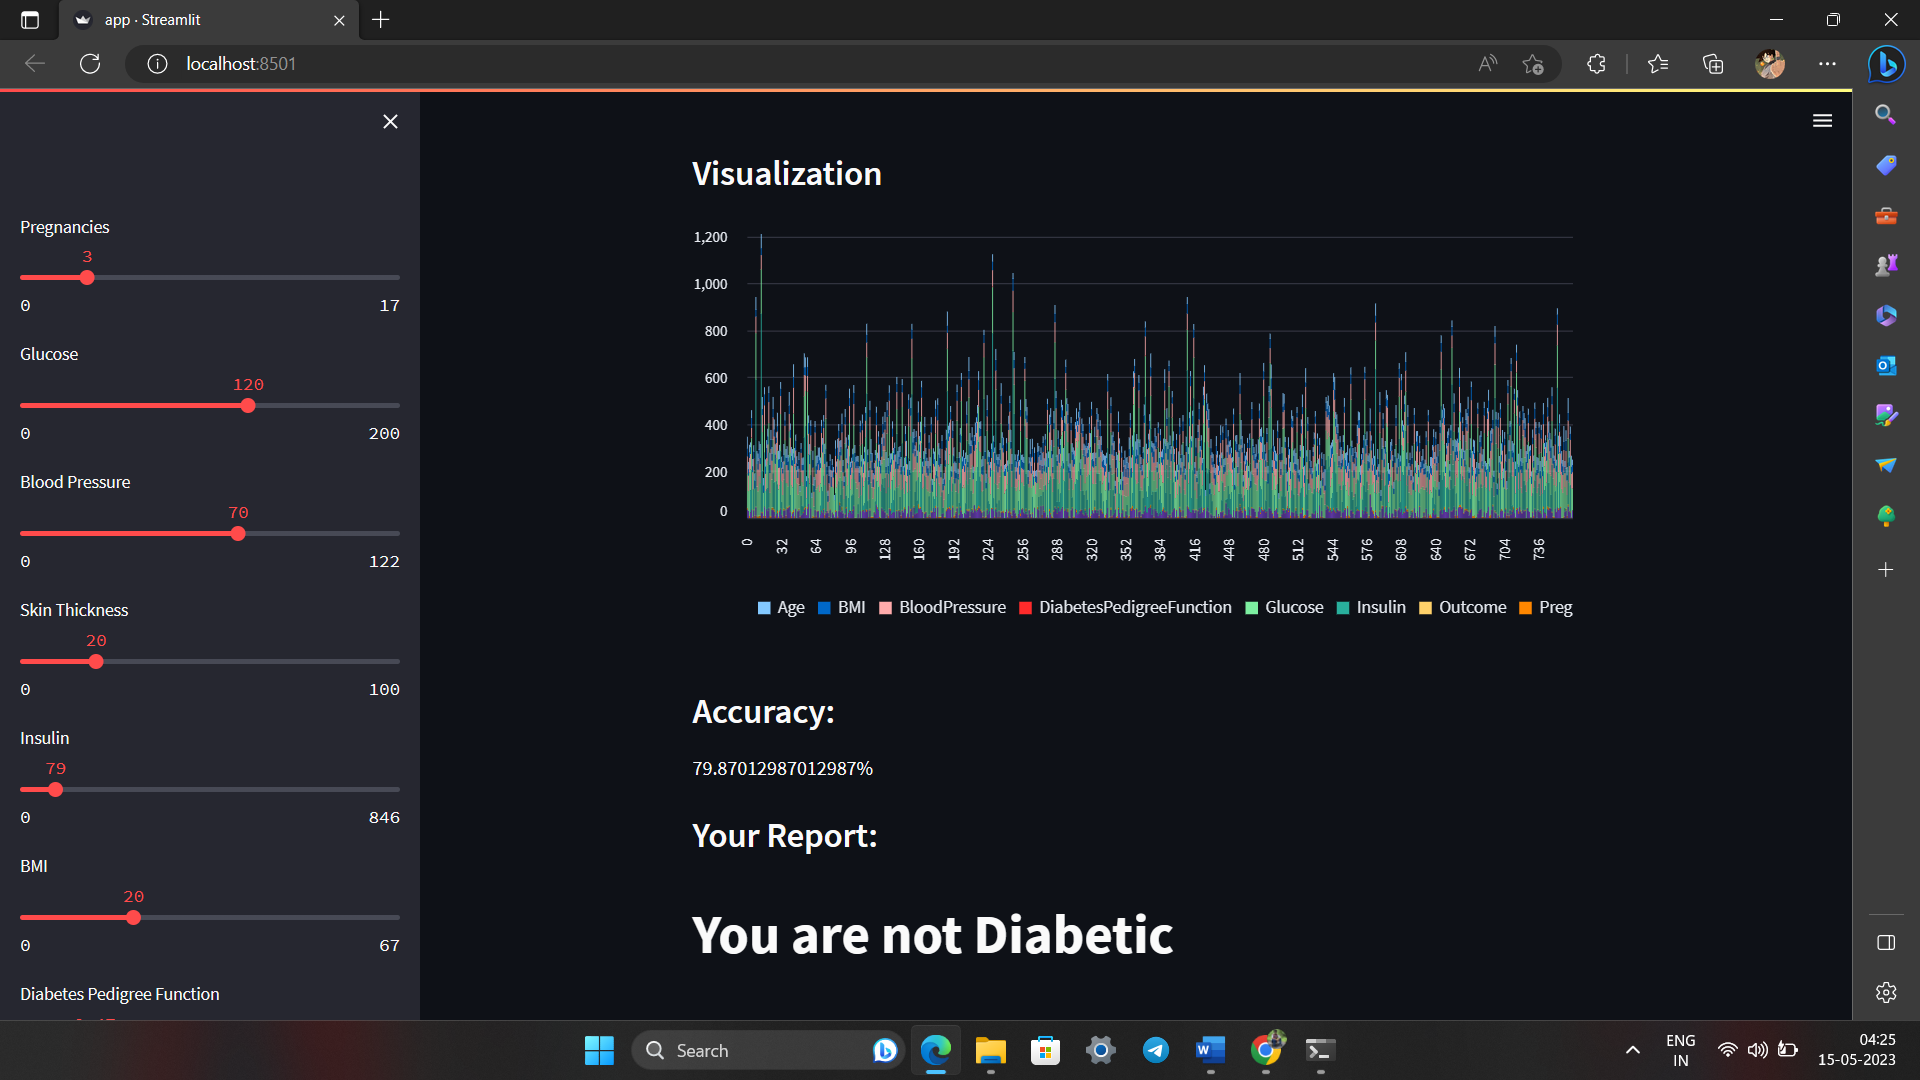 app · Streamlit
localhost:8501
Pregnancies
3
0 17
Glucose
120
0 200
Blood Pressure
70
0 122
Skin Thickness
20
0 100
Insulin
79
0 846
BMI
20
0 67
Diabetes Pedigree Function
Visualization
1,200
1,000
800
600
400
200
0
0 32 64 96 128 160 192 224 256 288 320 352 384 416 448 480 512 544 576 608 640 672 704 736
Age BMI BloodPressure DiabetesPedigreeFunction Glucose Insulin Outcome Preg
Accuracy:
79.87012987012987%
Your Report:
You are not Diabetic
Search
ENG
IN
04:25
15-05-2023